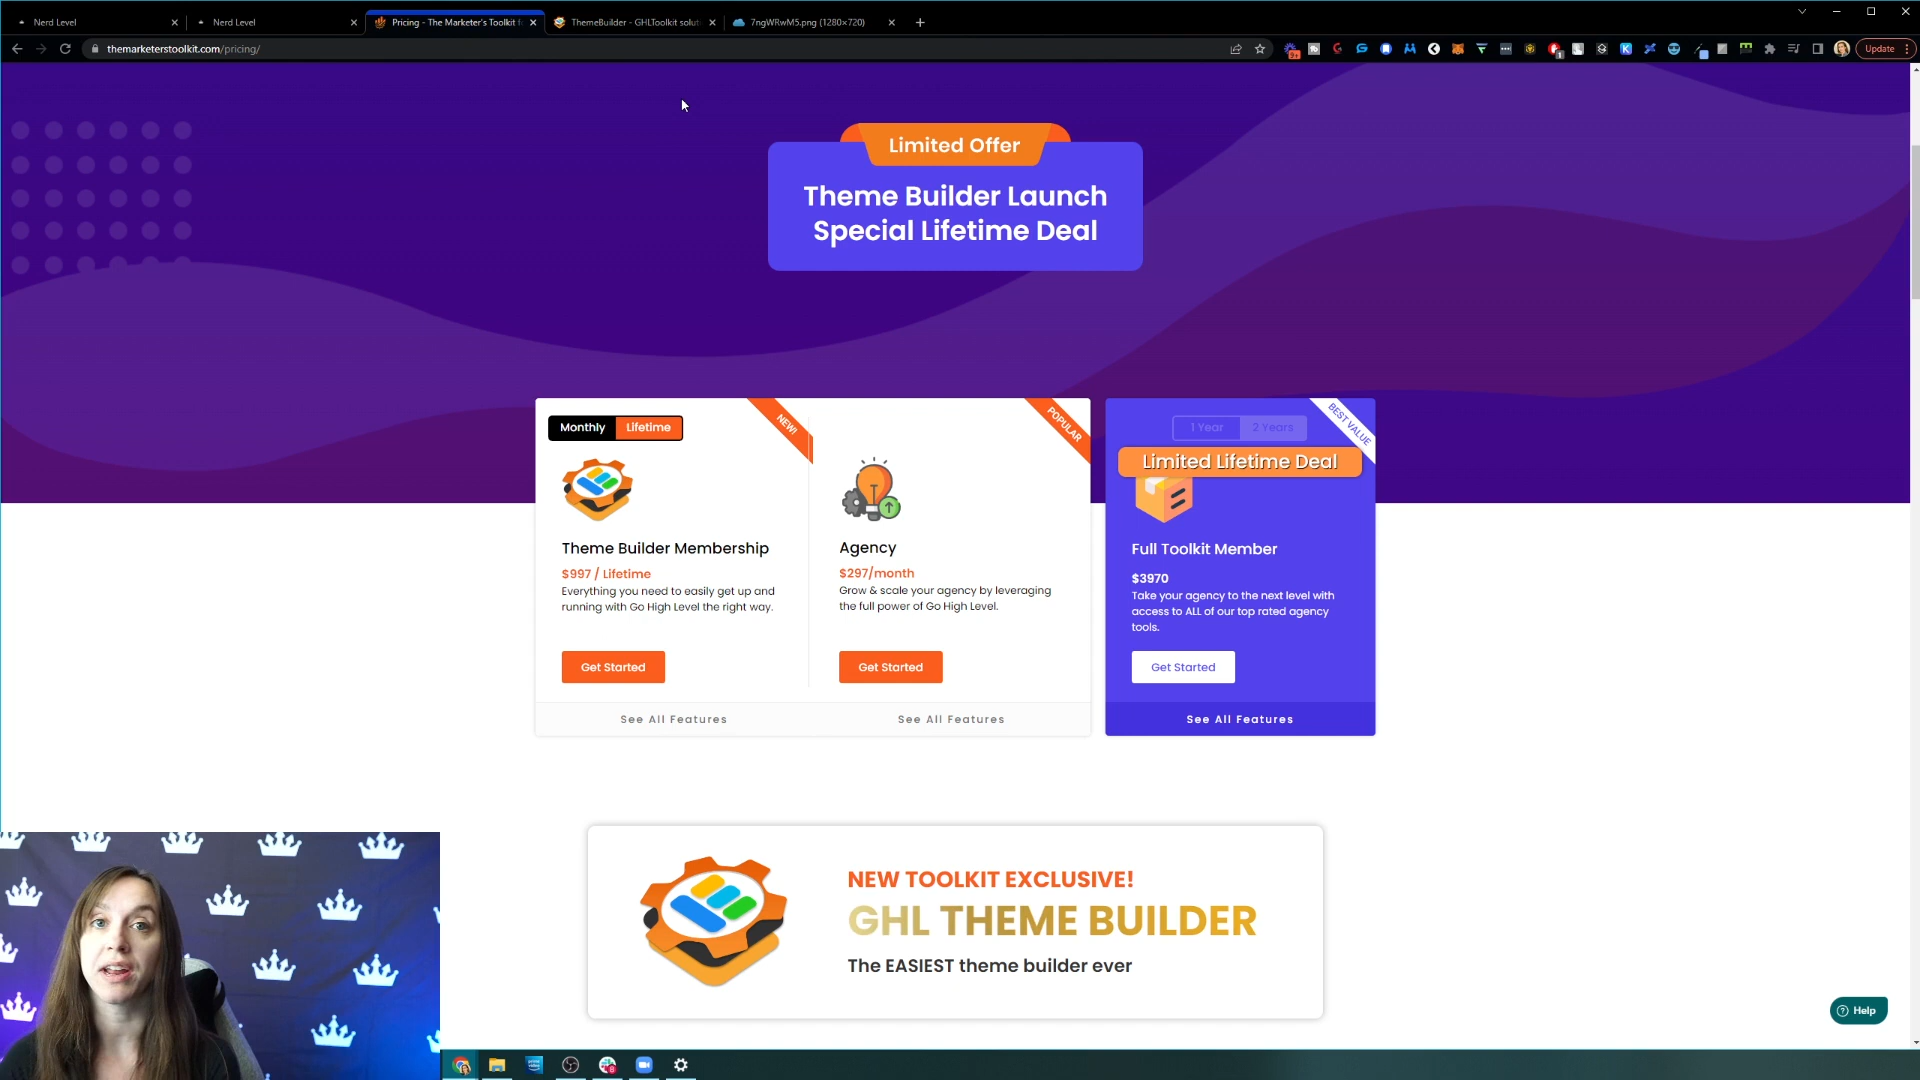 Nerd Level
Nerd Level
Pricing - The Marketer's Toolkit f
ThemeBuilder - GHLToolkit soluti
7ngWRwM5.png (1280×720)
themarketerstoolkit.com/pricing/
Update
Limited Offer
Theme Builder Launch
Special Lifetime Deal
Monthly
Lifetime
NEW!
POPULAR
1 Year
2 Years
BEST VALUE
Limited Lifetime Deal
Theme Builder Membership
$997 / Lifetime
Everything you need to easily get up and
running with Go High Level the right way.
Get Started
See All Features
Agency
$297/month
Grow & scale your agency by leveraging
the full power of Go High Level.
Get Started
See All Features
Full Toolkit Member
$3970
Take your agency to the next level with
access to ALL of our top rated agency
tools.
Get Started
See All Features
NEW TOOLKIT EXCLUSIVE!
GHL THEME BUILDER
The EASIEST theme builder ever
Help